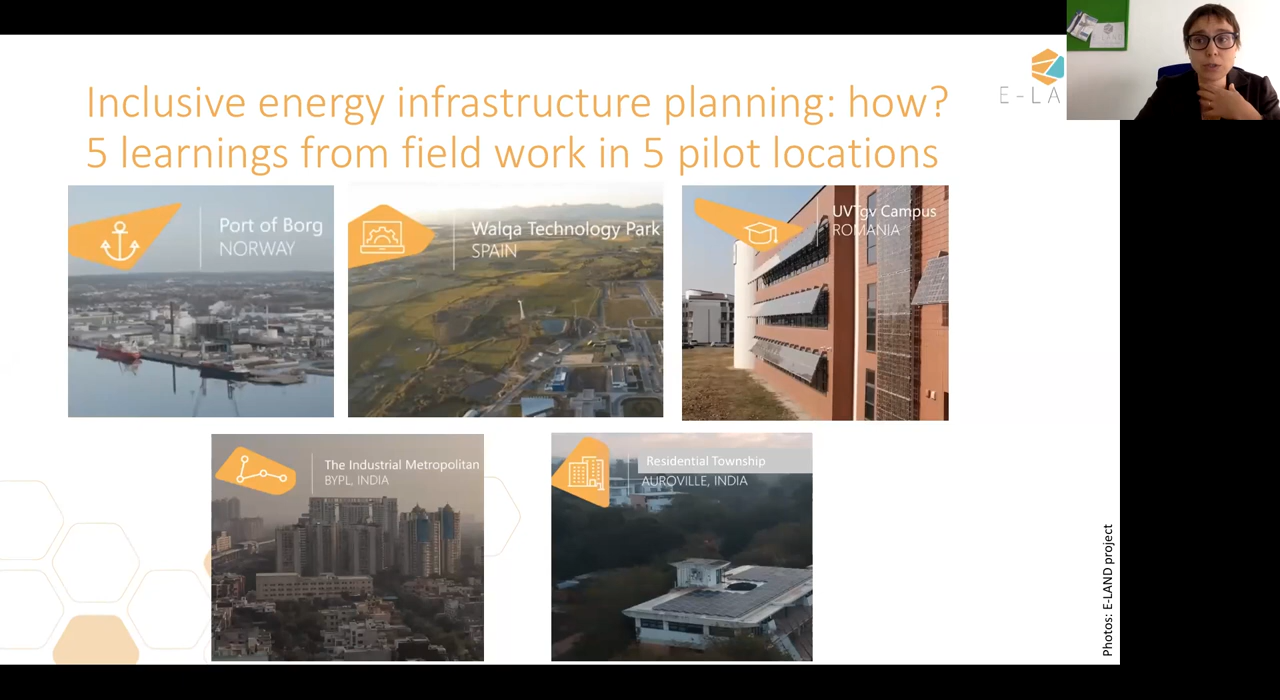 Inclusive energy infrastructure planning: how?
5 learnings from field work in 5 pilot locations
E-LA
Port of Borg
NORWAY
Walqa Technology Park
SPAIN
UVTgv Campus
ROMANIA
The Industrial Metropolitan
BYPL, INDIA
Residential Township
AUROVILLE, INDIA
Photos: E-LAND project